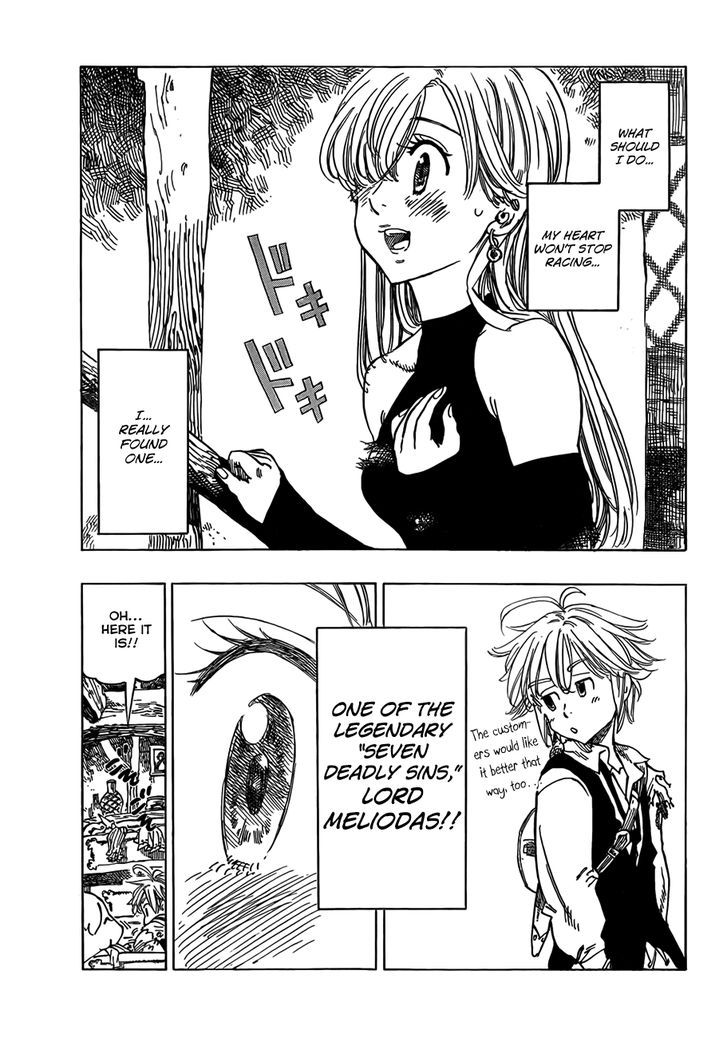 WHAT
SHOULD
I DO...
MY HEART
WON'T STOP
RACING...
ドキ
ドキ
I...
REALLY
FOUND
ONE...
The custom-
ers would like
it better that
way, too...
ONE OF THE
LEGENDARY
"SEVEN
DEADLY SINS,"
LORD
MELIODAS!!
OH...
HERE IT
IS!!